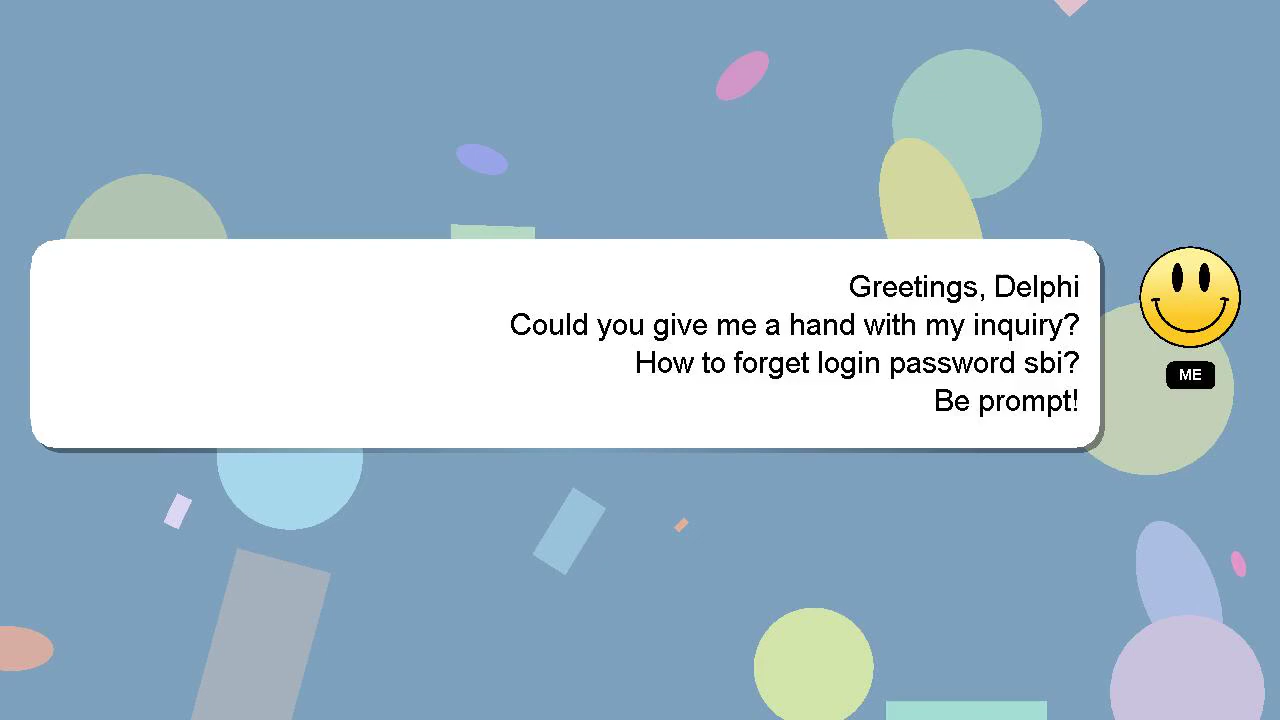 Greetings, Delphi
Could you give me a hand with my inquiry?
How to forget login password sbi?
Be prompt!
ME